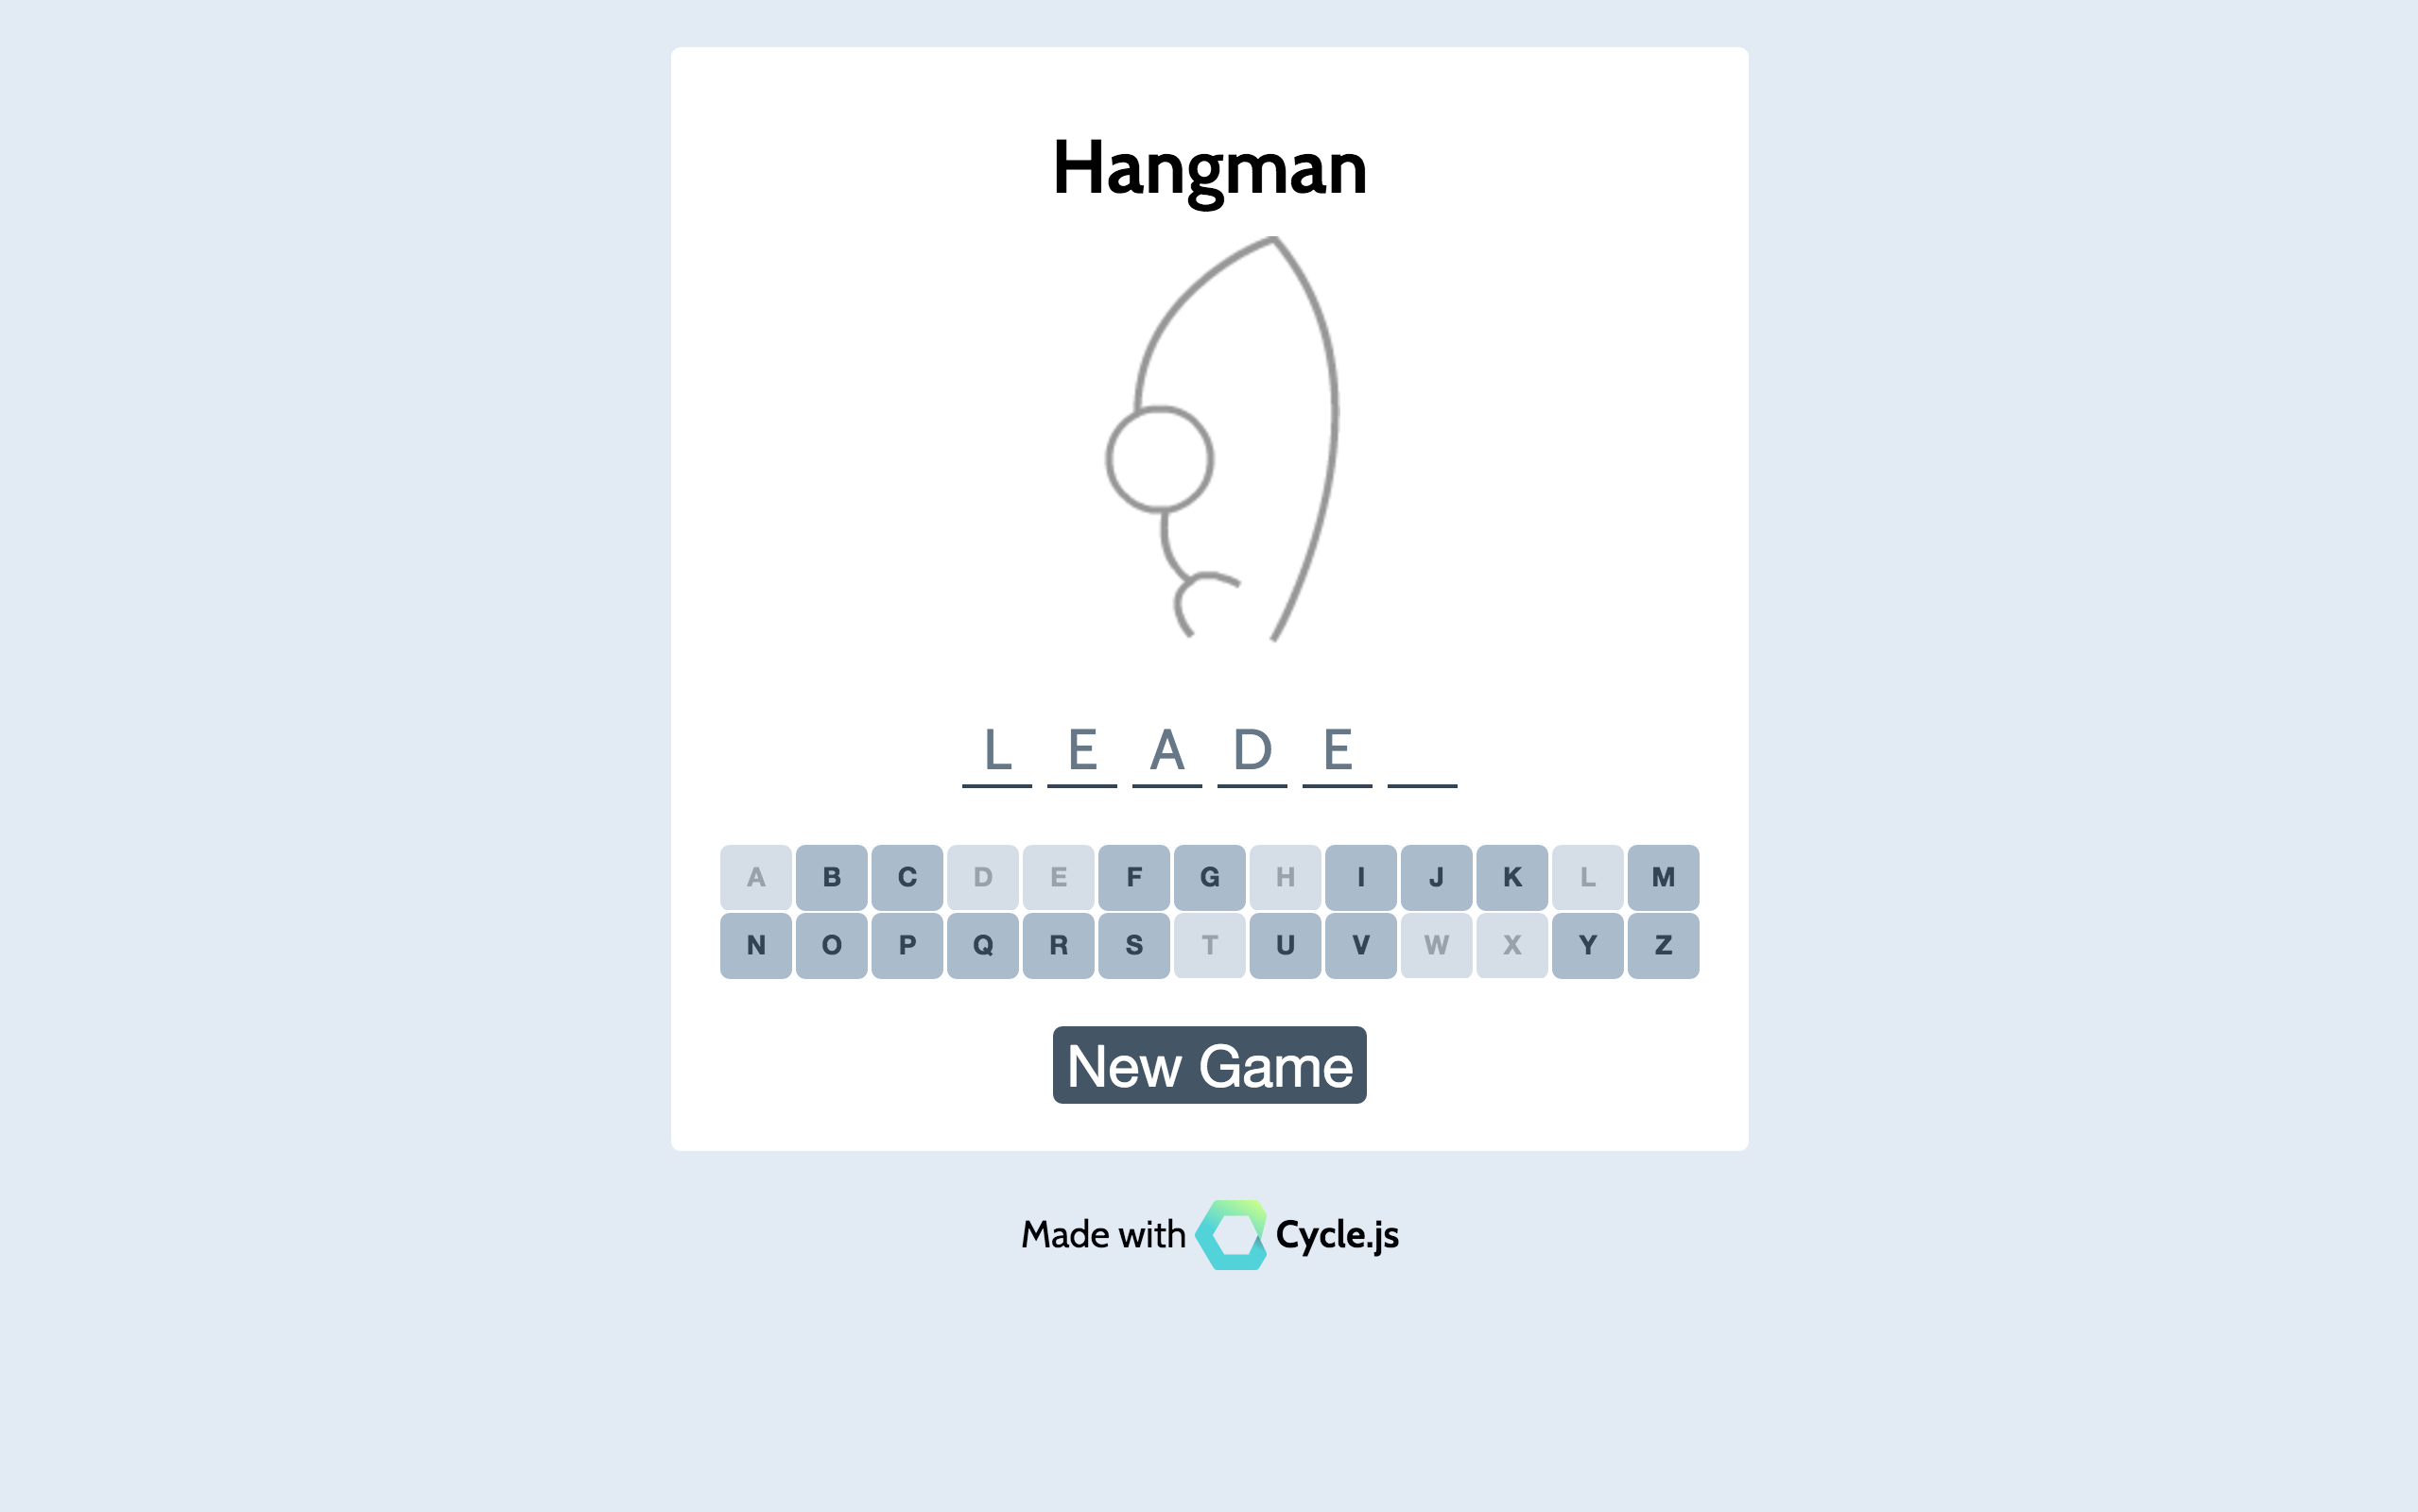 Hangman
L E A D E
A B C D E F G H I J K L M
N O P Q R S T U V W X Y Z
New Game
Made with Cycle.js